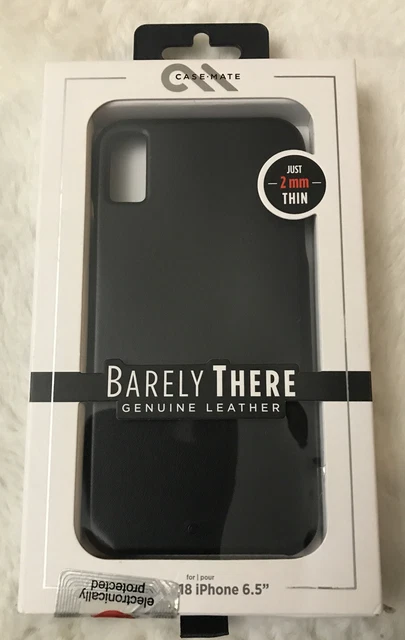 CASE·MATE
JUST
2 mm
THIN
BARELY THERE
GENUINE LEATHER
for | pour
18 iPhone 6.5"
electronically
protected